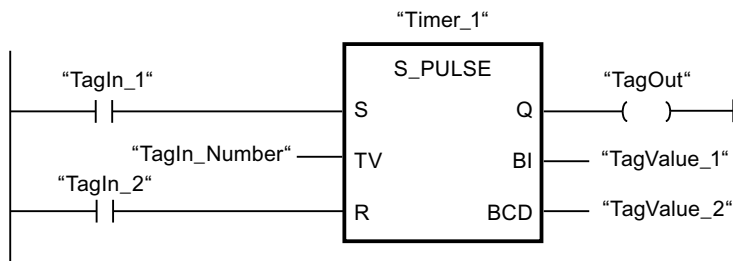 “Timer_1“
S_PULSE
“TagIn_1“
“TagOut“
S
Q
“TagIn_Number“
TV
BI
“TagValue_1“
“TagIn_2“
R
BCD
“TagValue_2“